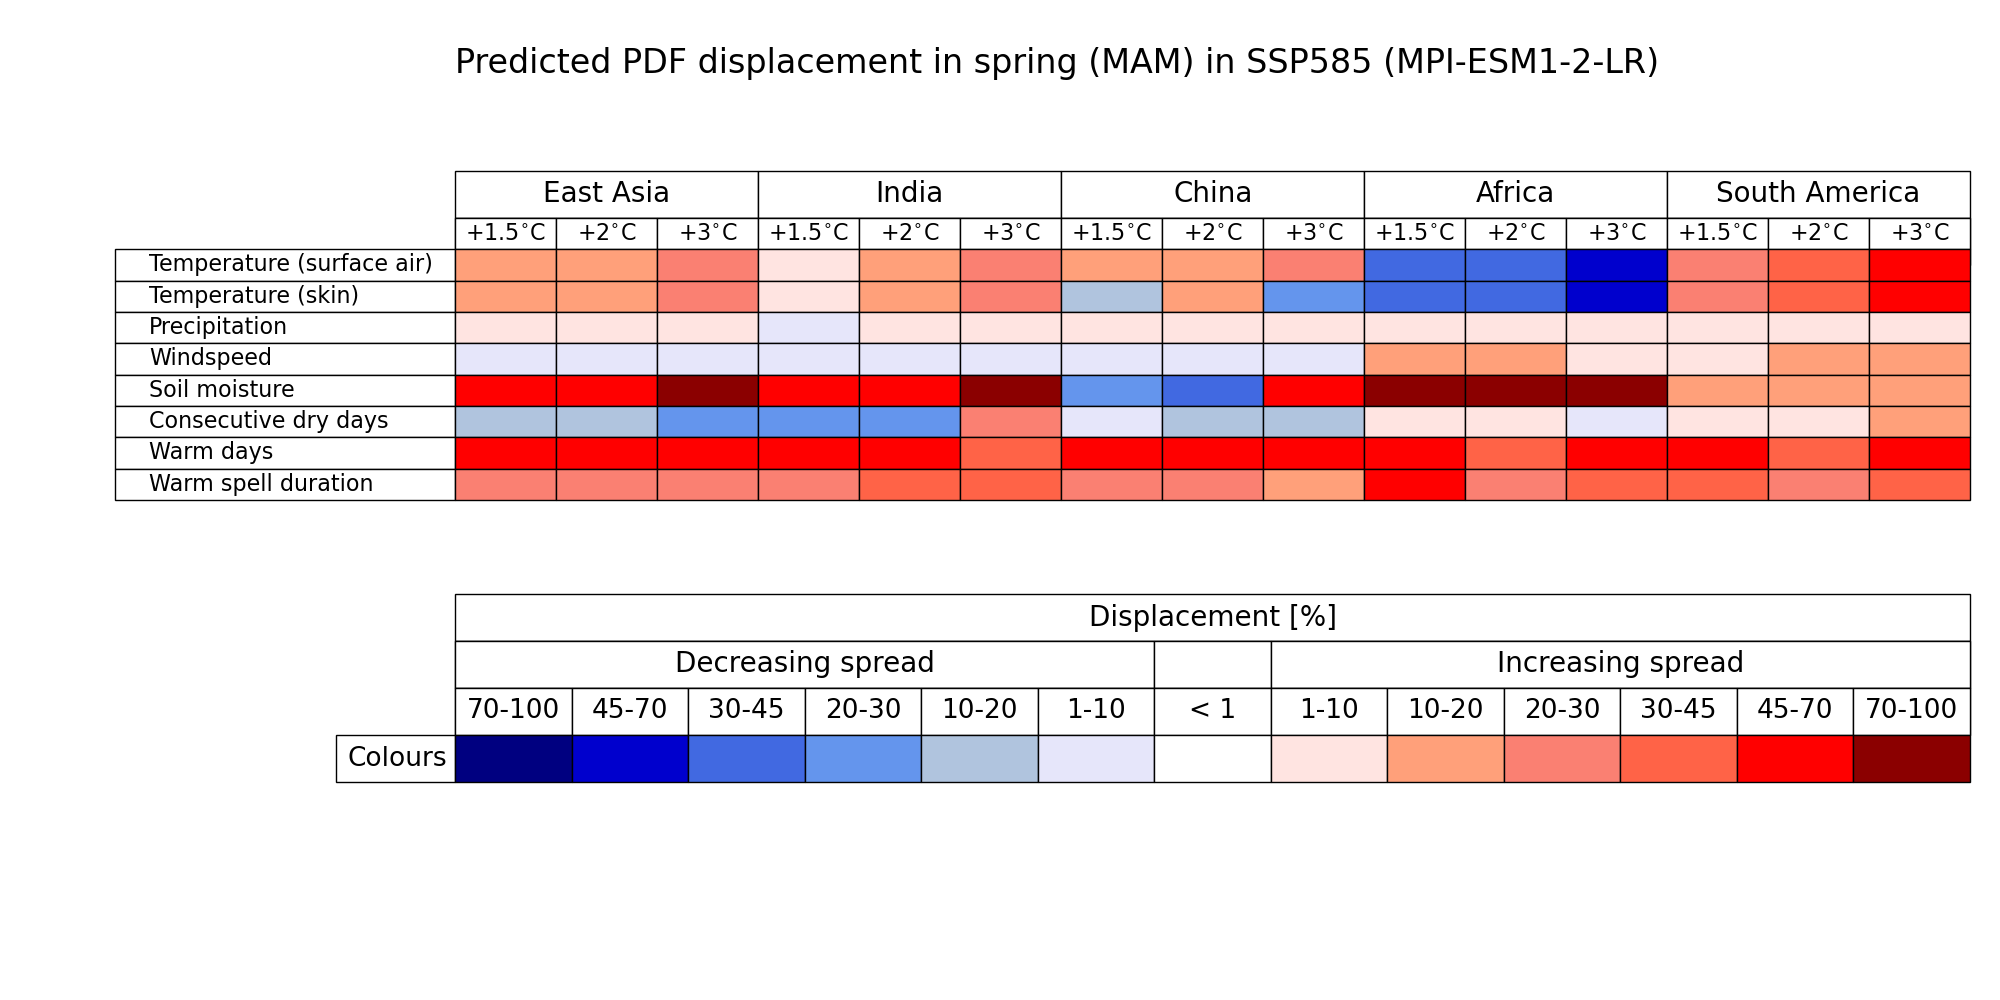 Predicted PDF displacement in spring (MAM) in SSP585 (MPI-ESM1-2-LR)
East Asia India China Africa South America
+1.5°C +2°C +3°C +1.5°C +2°C +3°C +1.5°C +2°C +3°C +1.5°C +2°C +3°C +1.5°C +2°C +3°C
Temperature (surface air)
Temperature (skin)
Precipitation
Windspeed
Soil moisture
Consecutive dry days
Warm days
Warm spell duration
Displacement [%]
Decreasing spread Increasing spread
70-100 45-70 30-45 20-30 10-20 1-10 < 1 1-10 10-20 20-30 30-45 45-70 70-100
Colours